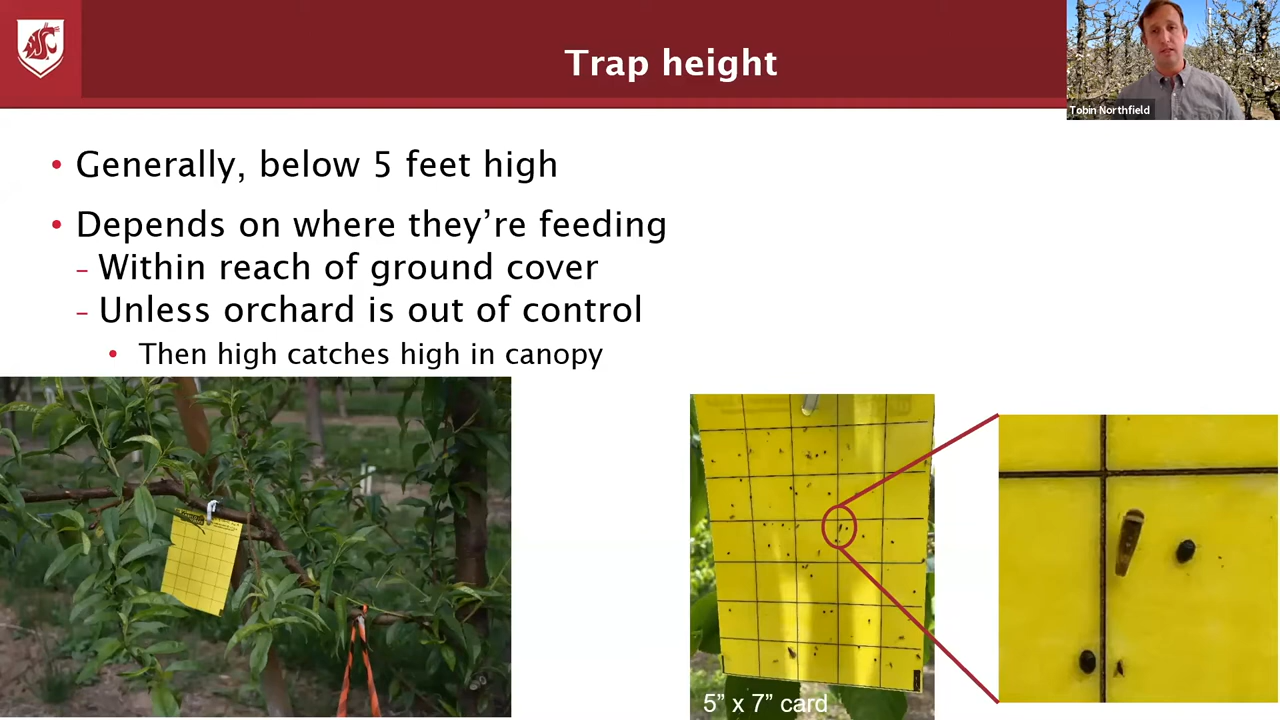 Trap height
Tobin Northfield
• Generally, below 5 feet high
• Depends on where they're feeding
– Within reach of ground cover
– Unless orchard is out of control
• Then high catches high in canopy
5” x 7” card